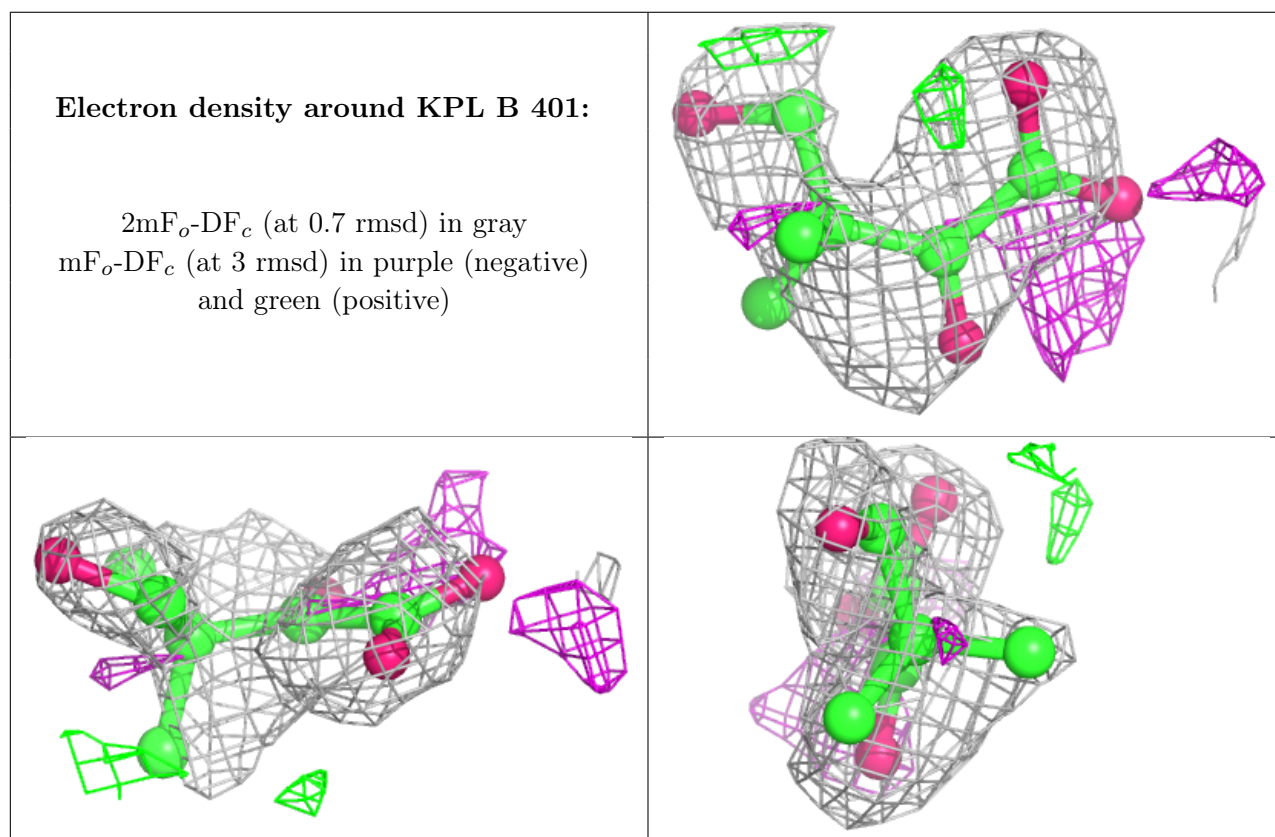 Electron density around KPL B 401:
2mFo-DFc (at 0.7 rmsd) in gray
mFo-DFc (at 3 rmsd) in purple (negative)
and green (positive)